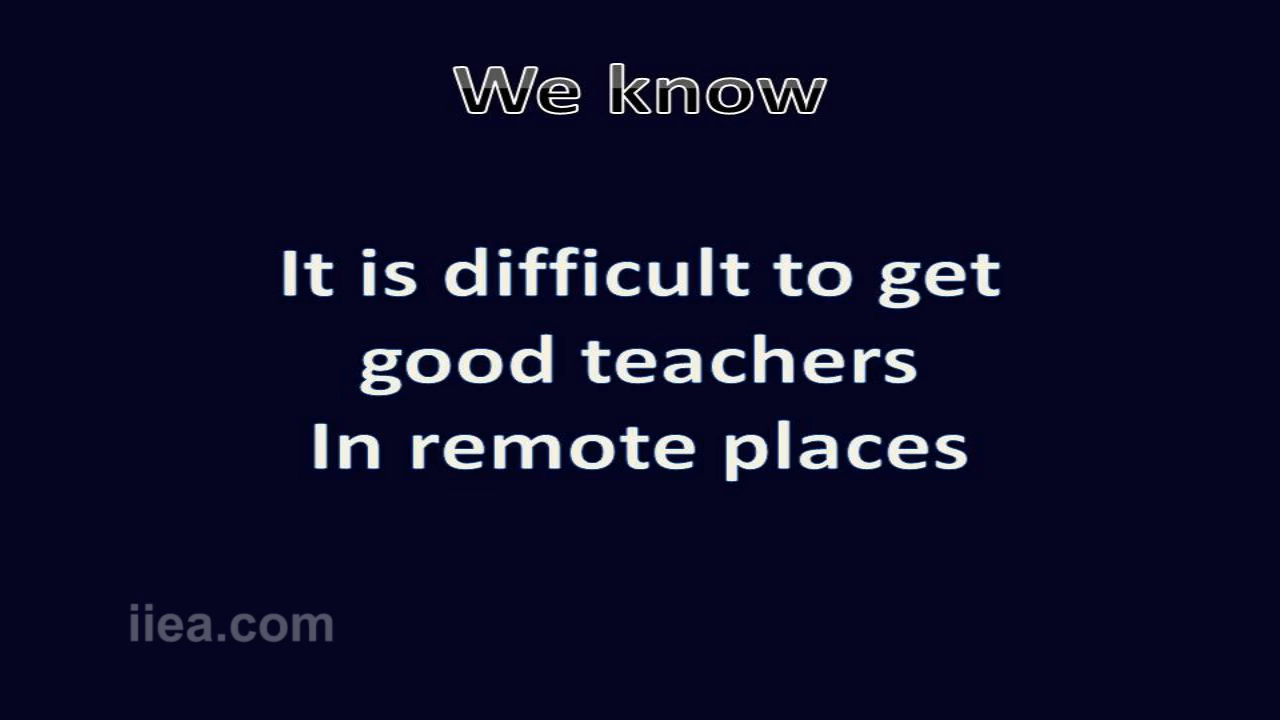 We know
It is difficult to get
good teachers
In remote places
iiea.com